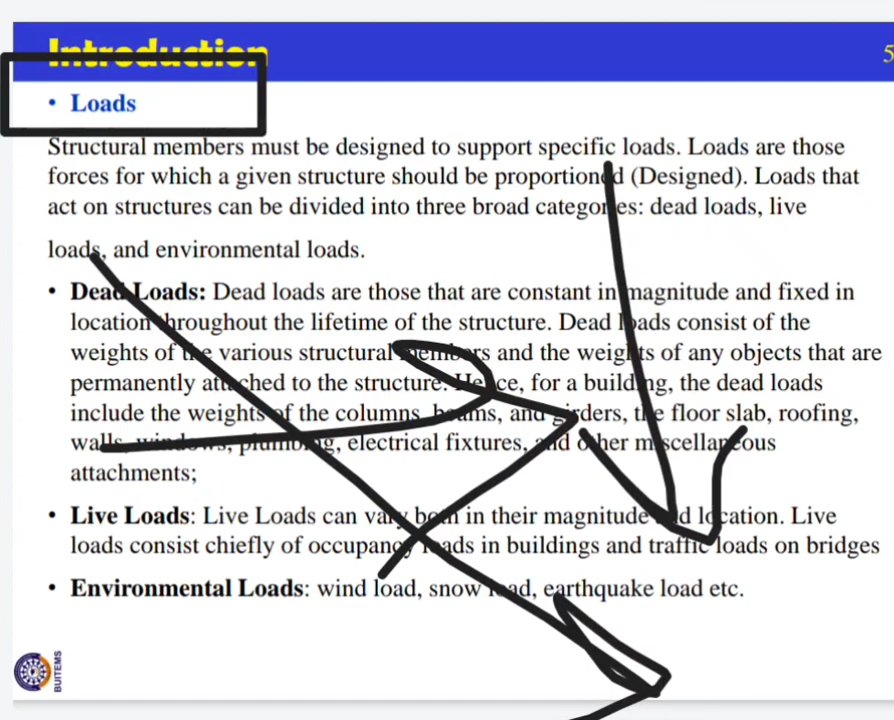 Introduction
5
• Loads
Structural members must be designed to support specific loads. Loads are those
forces for which a given structure should be proportioned (Designed). Loads that
act on structures can be divided into three broad categories: dead loads, live
loads, and environmental loads.
• Dead Loads: Dead loads are those that are constant in magnitude and fixed in
location throughout the lifetime of the structure. Dead loads consist of the
weights of the various structural members and the weights of any objects that are
permanently attached to the structure. Hence, for a building, the dead loads
include the weights of the columns, beams, and girders, the floor slab, roofing,
walls, windows, plumbing, electrical fixtures, and other miscellaneous
attachments;
• Live Loads: Live Loads can vary both in their magnitude and location. Live
loads consist chiefly of occupancy loads in buildings and traffic loads on bridges
• Environmental Loads: wind load, snow load, earthquake load etc.
BUITEMS